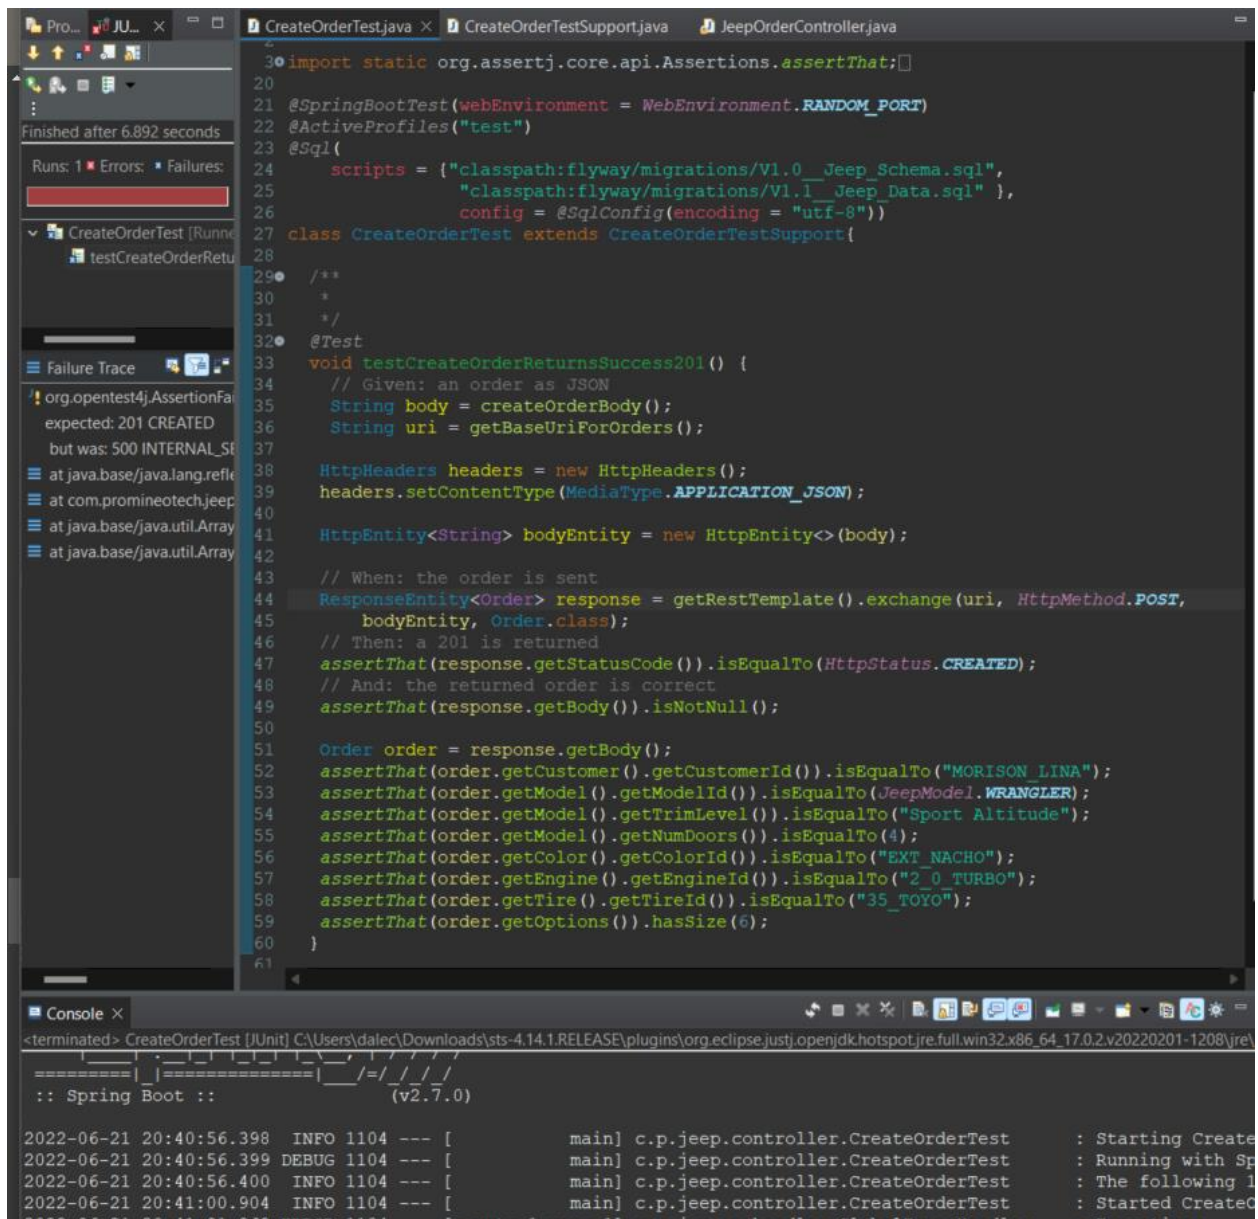 Pro... JU...
Finished after 6.892 seconds
Runs: 1 Errors: Failures:
CreateOrderTest [Runne
testCreateOrderRetu
Failure Trace
org.opentest4j.AssertionFa
expected: 201 CREATED
but was: 500 INTERNAL_SE
at java.base/java.lang.refle
at com.promineotech.jeep
at java.base/java.util.Array
at java.base/java.util.Array
CreateOrderTest.java CreateOrderTestSupport.java JeepOrderController.java
2
3 import static org.assertj.core.api.Assertions.assertThat;
20
21 @SpringBootTest(webEnvironment = WebEnvironment.RANDOM_PORT)
22 @ActiveProfiles("test")
23 @Sql(
24 scripts = {"classpath:flyway/migrations/V1.0__Jeep_Schema.sql",
25 "classpath:flyway/migrations/V1.1__Jeep_Data.sql" },
26 config = @SqlConfig(encoding = "utf-8"))
27 class CreateOrderTest extends CreateOrderTestSupport{
28
29 /**
30 *
31 */
32 @Test
33 void testCreateOrderReturnsSuccess201() {
34 // Given: an order as JSON
35 String body = createOrderBody();
36 String uri = getBaseUriForOrders();
37
38 HttpHeaders headers = new HttpHeaders();
39 headers.setContentType(MediaType.APPLICATION_JSON);
40
41 HttpEntity<String> bodyEntity = new HttpEntity<>(body);
42
43 // When: the order is sent
44 ResponseEntity<Order> response = getRestTemplate().exchange(uri, HttpMethod.POST,
45 bodyEntity, Order.class);
46 // Then: a 201 is returned
47 assertThat(response.getStatusCode()).isEqualTo(HttpStatus.CREATED);
48 // And: the returned order is correct
49 assertThat(response.getBody()).isNotNull();
50
51 Order order = response.getBody();
52 assertThat(order.getCustomer().getCustomerId()).isEqualTo("MORISON_LINA");
53 assertThat(order.getModel().getModelId()).isEqualTo(JeepModel.WRANGLER);
54 assertThat(order.getModel().getTrimLevel()).isEqualTo("Sport Altitude");
55 assertThat(order.getModel().getNumDoors()).isEqualTo(4);
56 assertThat(order.getColor().getColorId()).isEqualTo("EXT_NACHO");
57 assertThat(order.getEngine().getEngineId()).isEqualTo("2_0_TURBO");
58 assertThat(order.getTire().getTireId()).isEqualTo("35_TOYO");
59 assertThat(order.getOptions()).hasSize(6);
60 }
61
Console
<terminated> CreateOrderTest [JUnit] C:\Users\dalec\Downloads\sts-4.14.1.RELEASE\plugins\org.eclipse.justj.openjdk.hotspot.jre.full.win32.x86_64_17.0.2.v20220201-1208\jre\
=========|_|==============|___/=/_/_/_/
:: Spring Boot :: (v2.7.0)
2022-06-21 20:40:56.398 INFO 1104 --- [ main] c.p.jeep.controller.CreateOrderTest : Starting Create
2022-06-21 20:40:56.399 DEBUG 1104 --- [ main] c.p.jeep.controller.CreateOrderTest : Running with Sp
2022-06-21 20:40:56.400 INFO 1104 --- [ main] c.p.jeep.controller.CreateOrderTest : The following 1
2022-06-21 20:41:00.904 INFO 1104 --- [ main] c.p.jeep.controller.CreateOrderTest : Started CreateO